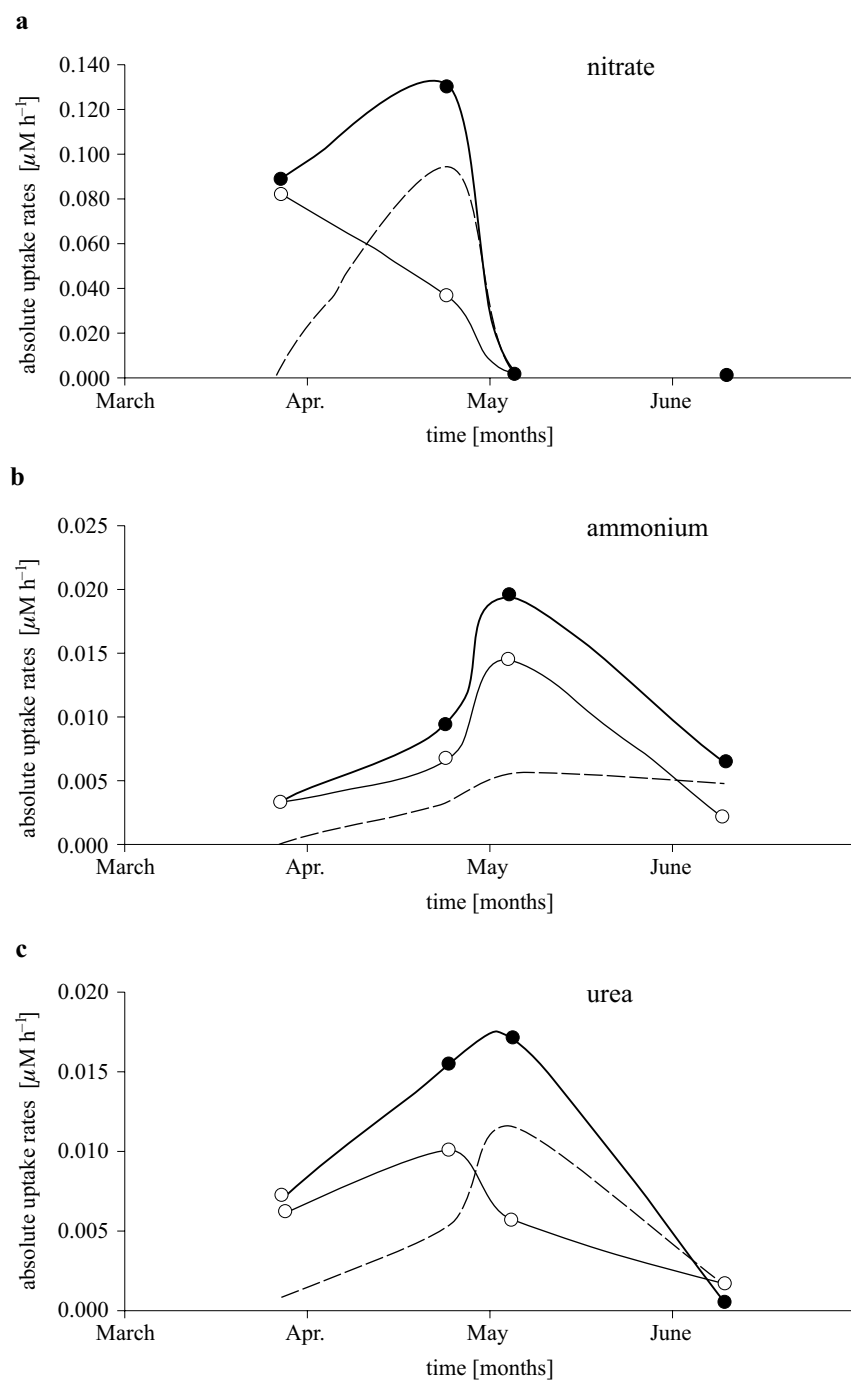 a
nitrate
absolute uptake rates [µM h⁻¹]
0.140
0.120
0.100
0.080
0.060
0.040
0.020
0.000
March Apr. May June
time [months]
b
ammonium
absolute uptake rates [µM h⁻¹]
0.025
0.020
0.015
0.010
0.005
0.000
March Apr. May June
time [months]
c
urea
absolute uptake rates [µM h⁻¹]
0.020
0.015
0.010
0.005
0.000
March Apr. May June
time [months]